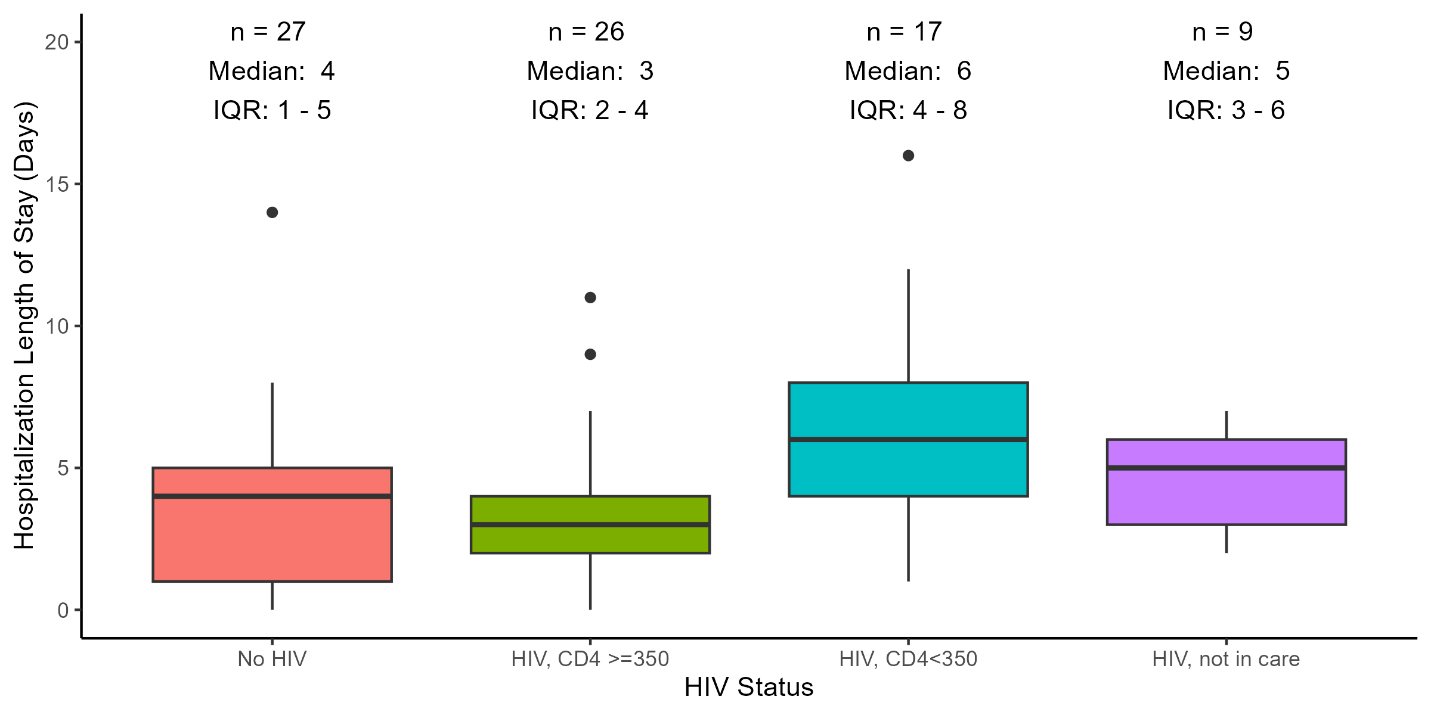 n = 27
n = 26
n = 17
n = 9
Median:  4
Median:  3
Median:  6
Median:  5
IQR: 1 - 5
IQR: 2 - 4
IQR: 4 - 8
IQR: 3 - 6
Hospitalization Length of Stay (Days)
20
15
10
5
0
No HIV
HIV, CD4 >=350
HIV, CD4<350
HIV, not in care
HIV Status